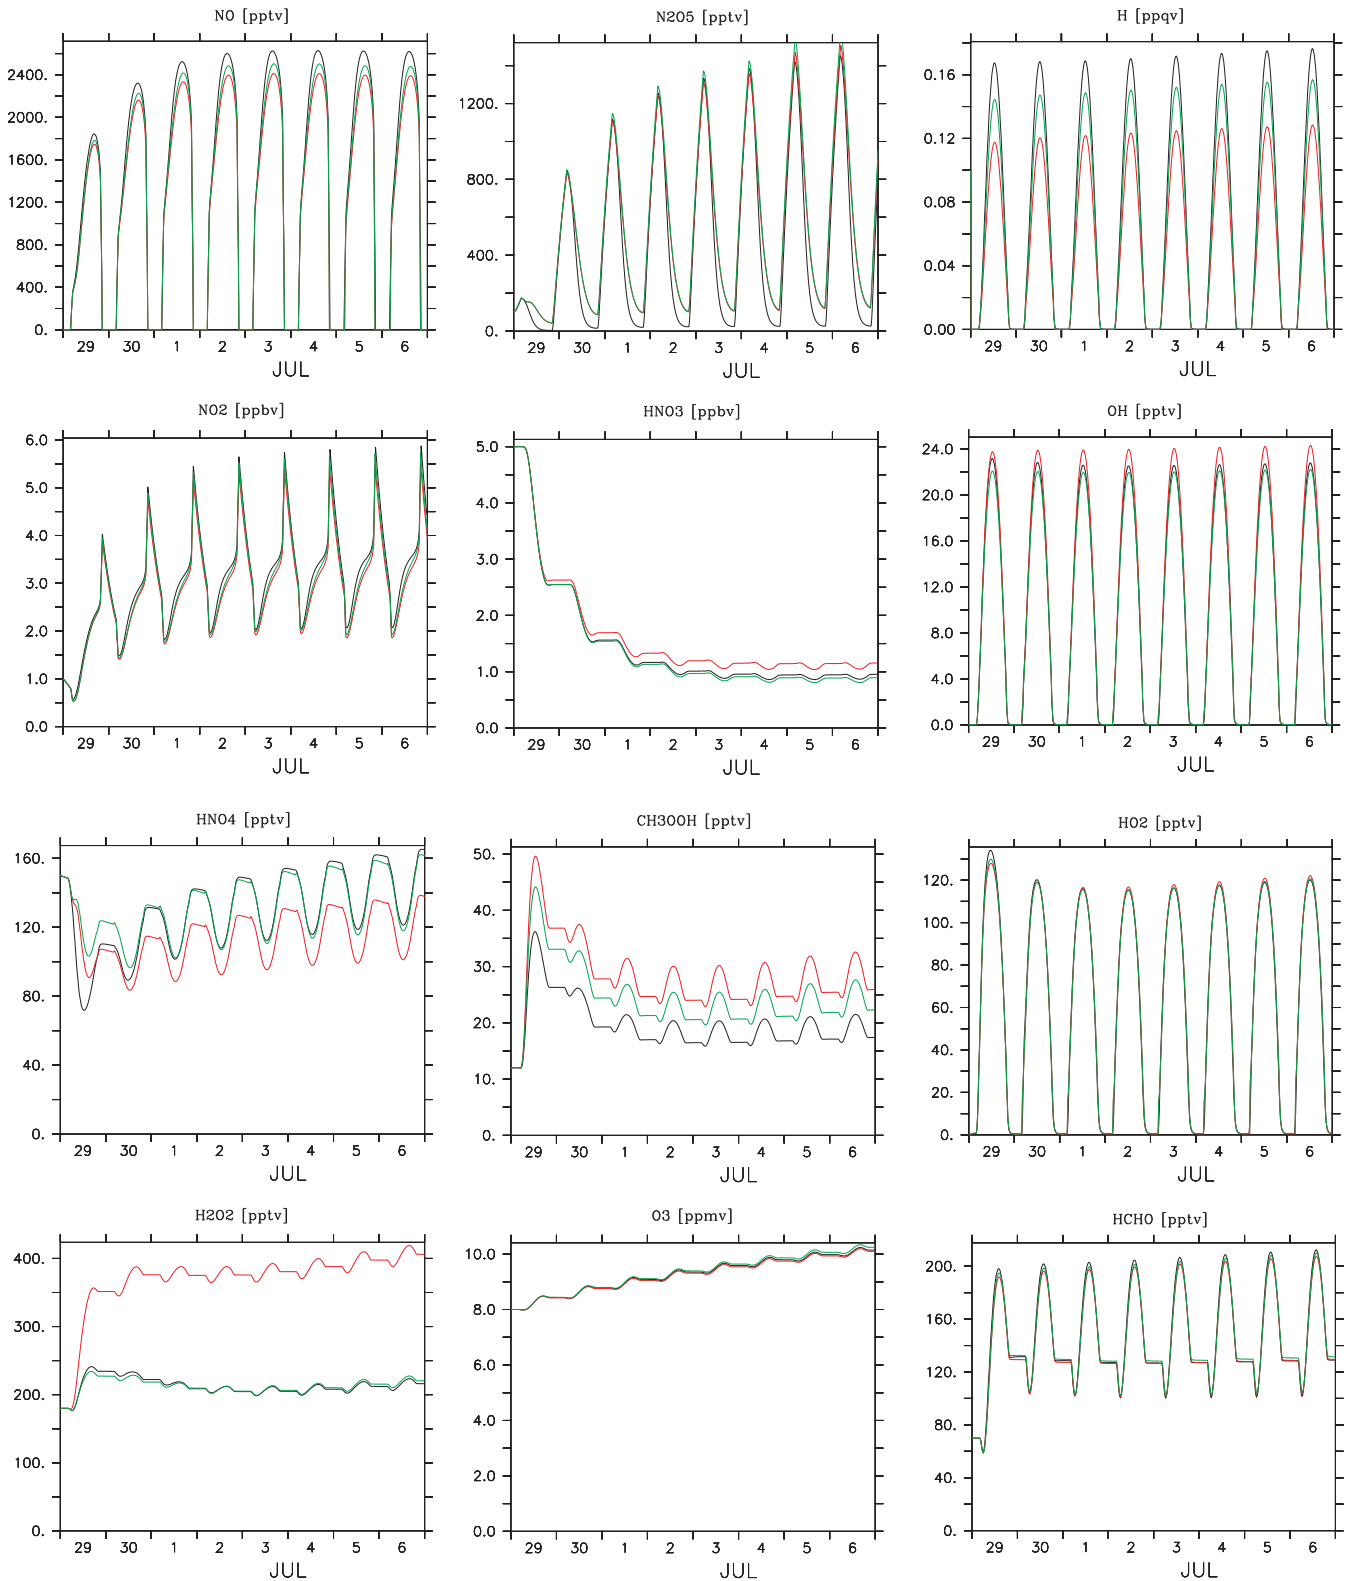 NO [pptv]
2400.
2000.
1600.
1200.
800.
400.
0.
29 30 1 2 3 4 5 6
JUL
N2O5 [pptv]
1200.
800.
400.
0.
29 30 1 2 3 4 5 6
JUL
H [ppqv]
0.16
0.12
0.08
0.04
0.00
29 30 1 2 3 4 5 6
JUL
NO2 [ppbv]
6.0
5.0
4.0
3.0
2.0
1.0
0.0
29 30 1 2 3 4 5 6
JUL
HNO3 [ppbv]
5.0
4.0
3.0
2.0
1.0
0.0
29 30 1 2 3 4 5 6
JUL
OH [pptv]
24.0
20.0
16.0
12.0
8.0
4.0
0.0
29 30 1 2 3 4 5 6
JUL
HNO4 [pptv]
160.
120.
80.
40.
0.
29 30 1 2 3 4 5 6
JUL
CH3OOH [pptv]
50.
40.
30.
20.
10.
0.
29 30 1 2 3 4 5 6
JUL
HO2 [pptv]
120.
100.
80.
60.
40.
20.
0.
29 30 1 2 3 4 5 6
JUL
H2O2 [pptv]
400.
300.
200.
100.
0.
29 30 1 2 3 4 5 6
JUL
O3 [ppmv]
10.0
8.0
6.0
4.0
2.0
0.0
29 30 1 2 3 4 5 6
JUL
HCHO [pptv]
200.
160.
120.
80.
40.
0.
29 30 1 2 3 4 5 6
JUL